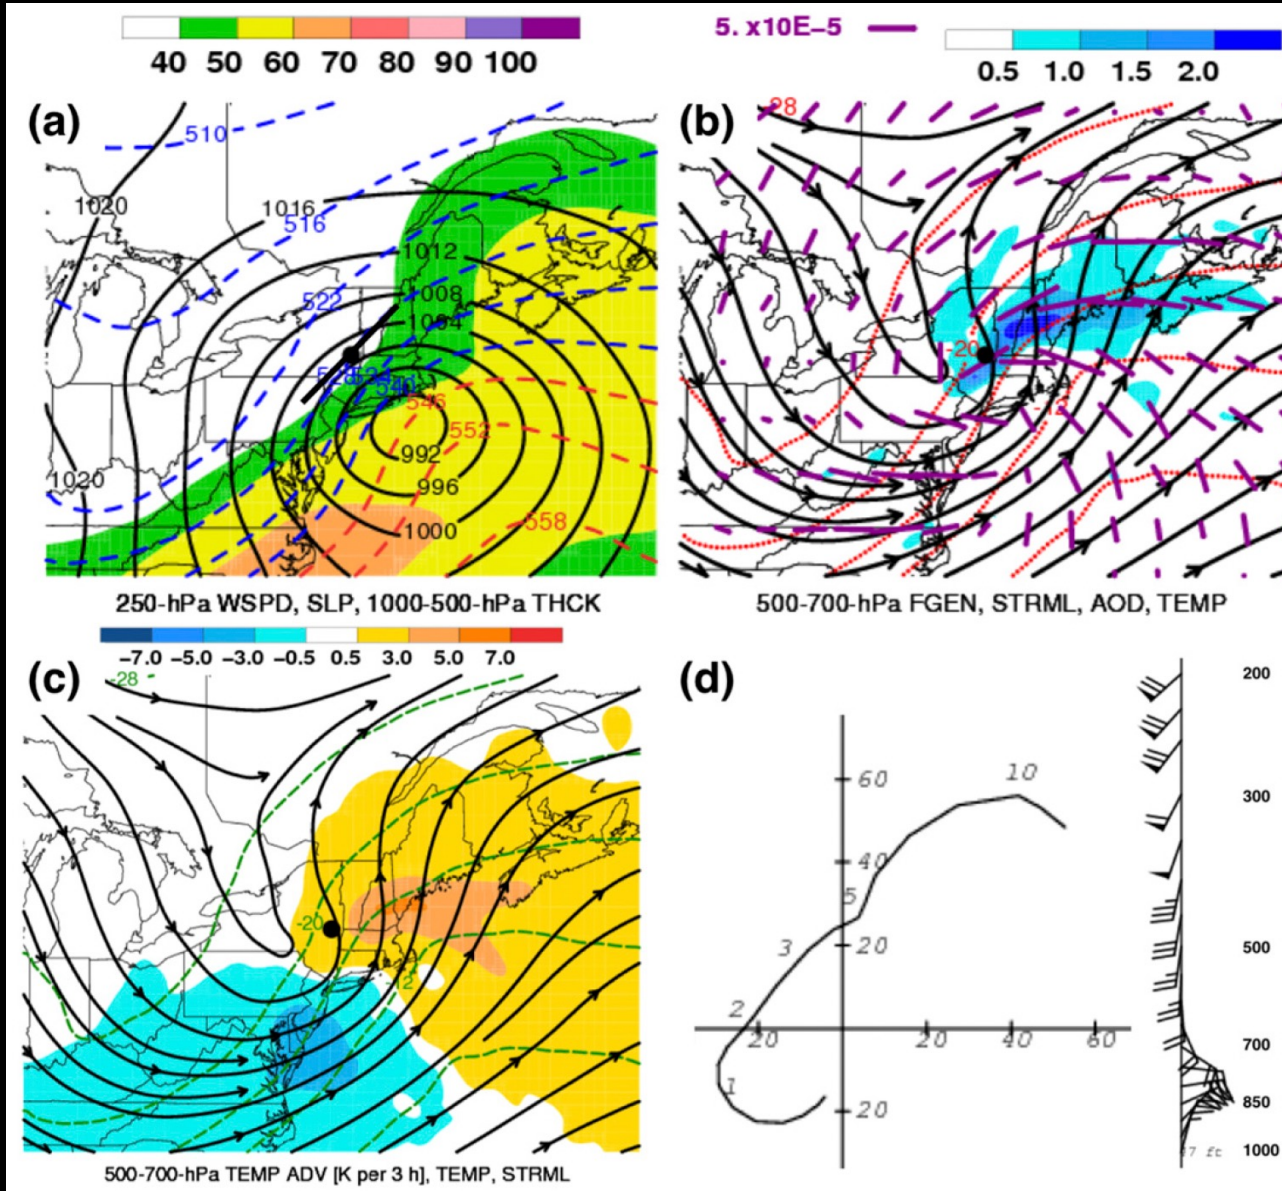 40 50 60 70 80 90 100
5. x10E–5
0.5 1.0 1.5 2.0
(a)
510
1020
1016
516
1012
522
1008
1004
546
552
1020
992
996
1000
558
250-hPa WSPD, SLP, 1000-500-hPa THCK
(b)
-28
-20
-12
500-700-hPa FGEN, STRML, AOD, TEMP
–7.0 –5.0 –3.0 –0.5 0.5 3.0 5.0 7.0
(c)
-28
-20
-12
500-700-hPa TEMP ADV [K per 3 h], TEMP, STRML
(d)
60
10
40
5
3
20
2
20 20 40 60
1
20
200
300
500
700
850
1000
17 ft